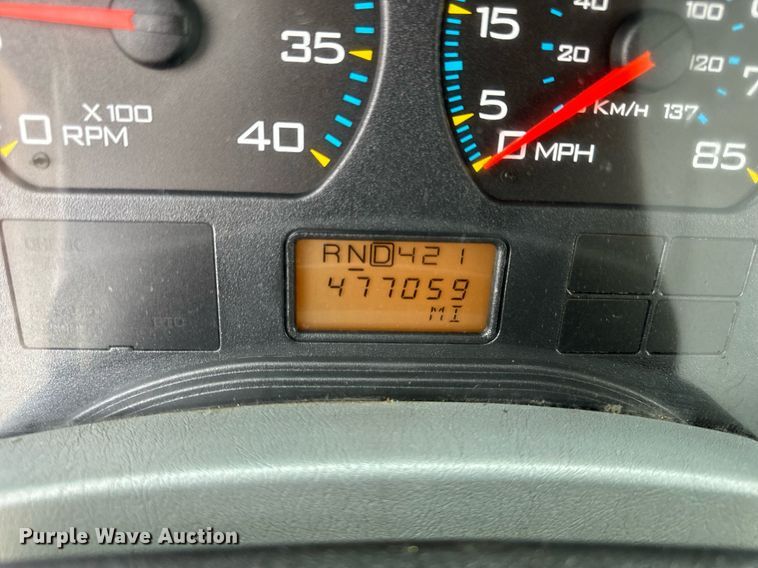 35
40
0
X100
RPM
15
5
0
MPH
40
20
KM/H
137
100
120
85
RND421
477059
MI
PTO
Purple Wave Auction